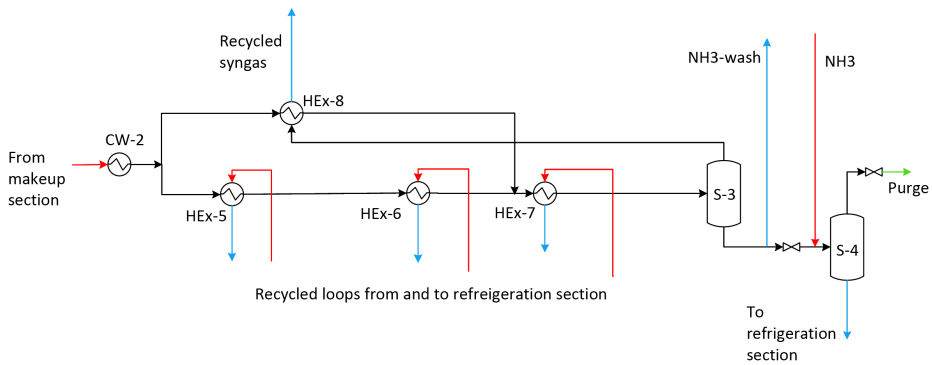 Recycled
syngas
HEx-8
NH3-wash
NH3
CW-2
From
makeup
section
HEx-5
HEx-6
HEx-7
S-3
Purge
S-4
Recycled loops from and to refreigeration section
To
refrigeration
section